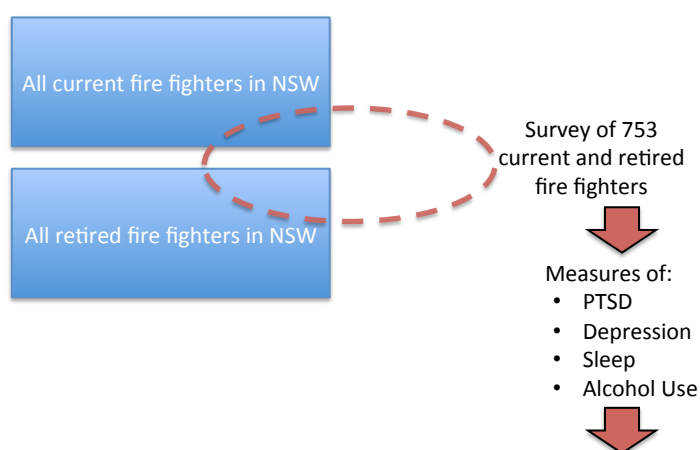 All current fire fighters in NSW
All retired fire fighters in NSW
Survey of 753
current and retired
fire fighters
Measures of:
• PTSD
• Depression
• Sleep
• Alcohol Use